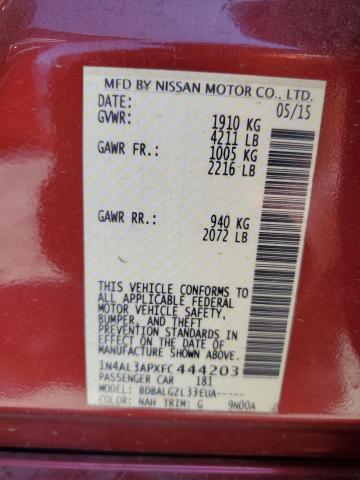 MFD BY NISSAN MOTOR CO., LTD.
DATE: 05/15
GVWR: 1910 KG
4211 LB
GAWR FR.: 1005 KG
2216 LB
GAWR RR.: 940 KG
2072 LB
THIS VEHICLE CONFORMS TO
ALL APPLICABLE FEDERAL
MOTOR VEHICLE SAFETY,
BUMPER, AND THEFT
PREVENTION STANDARDS IN
EFFECT ON THE DATE OF
MANUFACTURE SHOWN ABOVE.
1N4AL3APXFC444203
PASSENGER CAR 181
MODEL: BDBALGZL33EUA-----
COLOR: NAH TRIM: G 9N00A